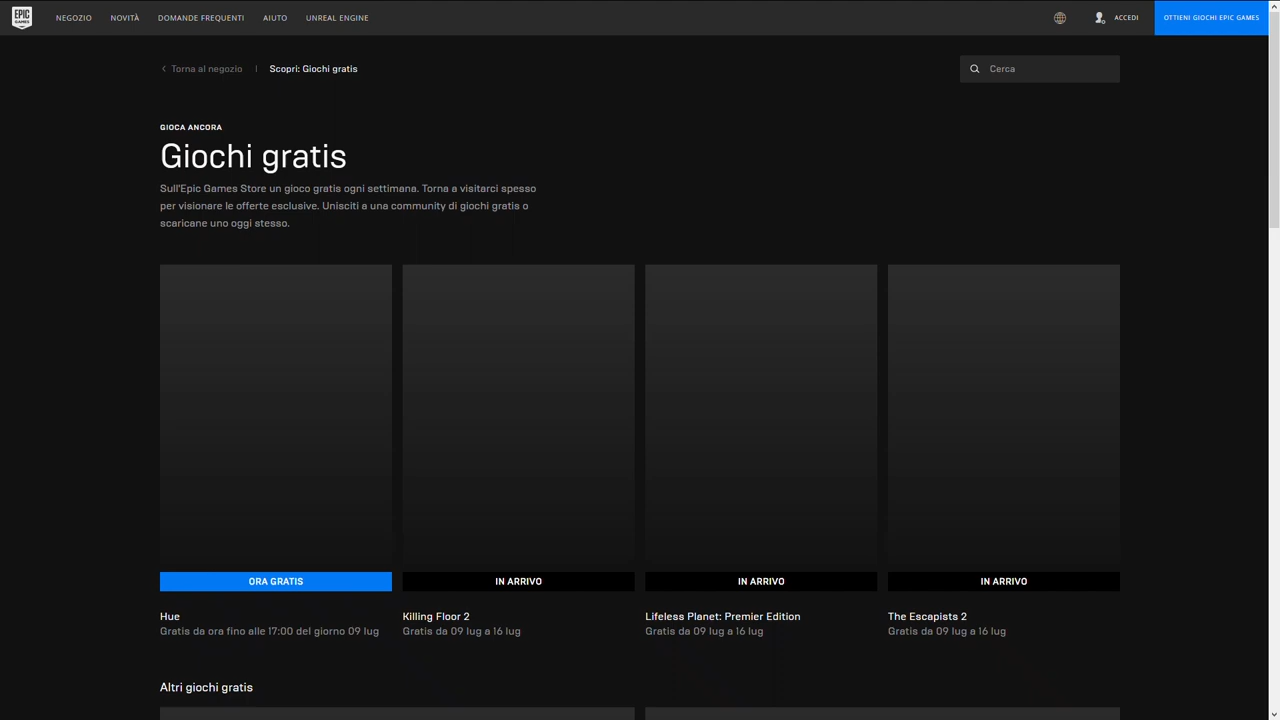 EPIC GAMES
NEGOZIO NOVITÀ DOMANDE FREQUENTI AIUTO UNREAL ENGINE ACCEDI OTTIENI GIOCHI EPIC GAMES
Torna al negozio Scopri: Giochi gratis Cerca
GIOCA ANCORA
Giochi gratis
Sull'Epic Games Store un gioco gratis ogni settimana. Torna a visitarci spesso
per visionare le offerte esclusive. Unisciti a una community di giochi gratis o
scaricane uno oggi stesso.
ORA GRATIS IN ARRIVO IN ARRIVO IN ARRIVO
Hue Killing Floor 2 Lifeless Planet: Premier Edition The Escapists 2
Gratis da ora fino alle 17:00 del giorno 09 lug Gratis da 09 lug a 16 lug Gratis da 09 lug a 16 lug Gratis da 09 lug a 16 lug
Altri giochi gratis